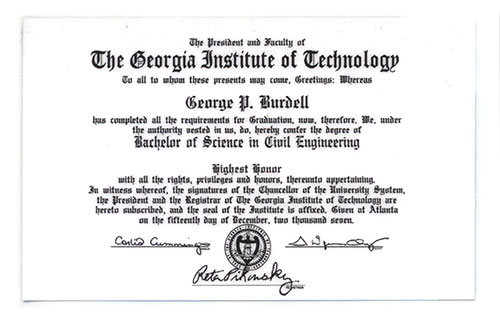 The President and Faculty of
The Georgia Institute of Technology
To all to whom these presents may come, Greetings: Whereas
George P. Burdell
has completed all the requirements for Graduation, now, therefore, We, under
the authority vested in us, do, hereby confer the degree of
Bachelor of Science in Civil Engineering
Highest Honor
with all the rights, privileges and honors, thereunto appertaining.
In witness whereof, the signatures of the Chancellor of the University System,
the President and the Registrar of The Georgia Institute of Technology are
hereto subscribed, and the seal of the Institute is affixed. Given at Atlanta
on the fifteenth day of December, two thousand seven.